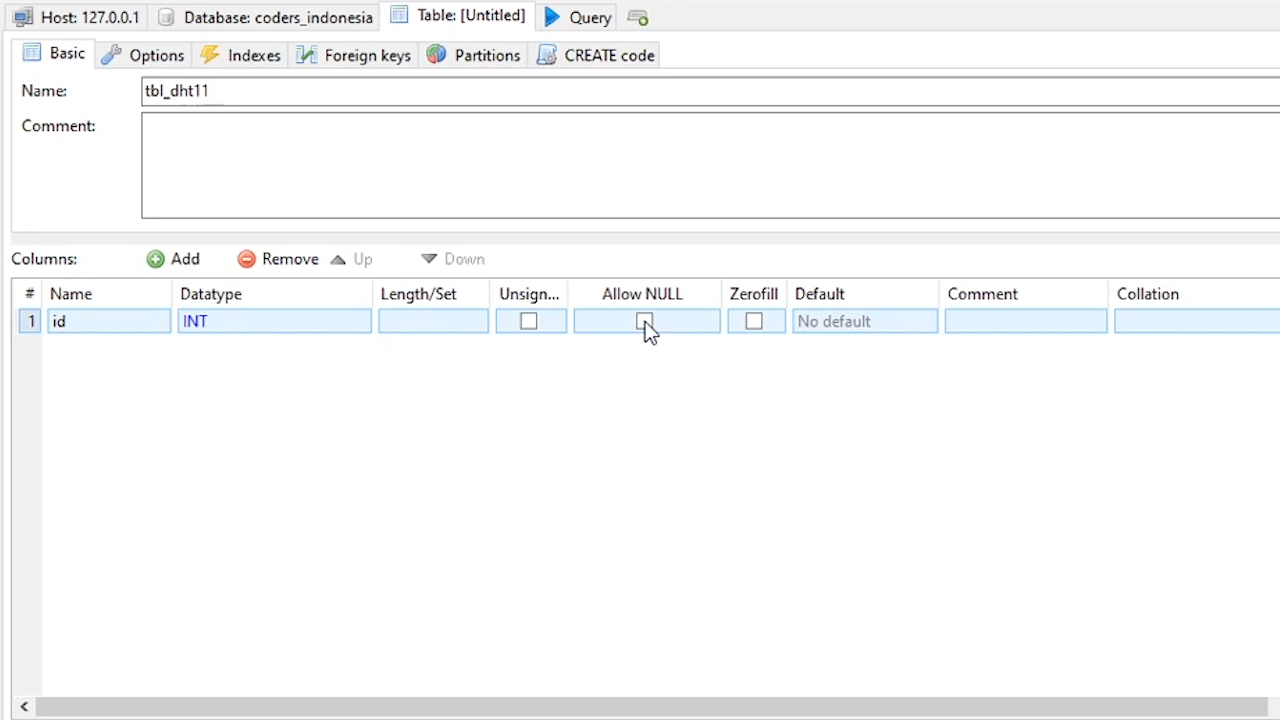 Host: 127.0.0.1 Database: coders_indonesia Table: [Untitled] Query
Basic Options Indexes Foreign keys Partitions CREATE code
Name: tbl_dht11
Comment:
Columns: Add Remove Up Down
# Name Datatype Length/Set Unsign... Allow NULL Zerofill Default Comment Collation
1 id INT No default